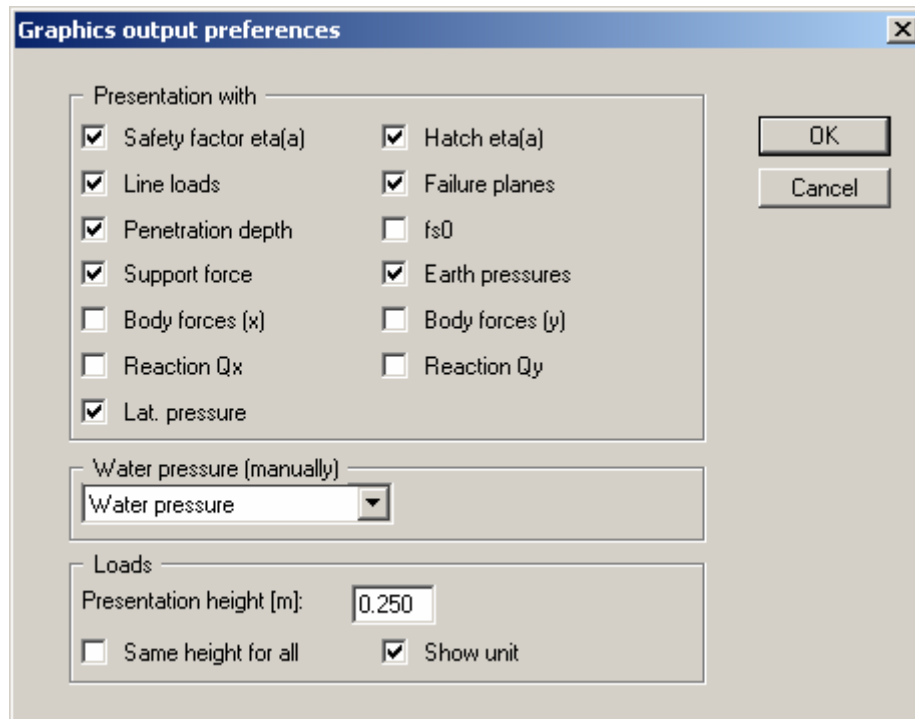 Graphics output preferences
Presentation with
Safety factor eta(a) Hatch eta(a) OK
Line loads Failure planes Cancel
Penetration depth fs0
Support force Earth pressures
Body forces (x) Body forces (y)
Reaction Qx Reaction Qy
Lat. pressure
Water pressure (manually)
Water pressure
Loads
Presentation height [m]: 0.250
Same height for all Show unit